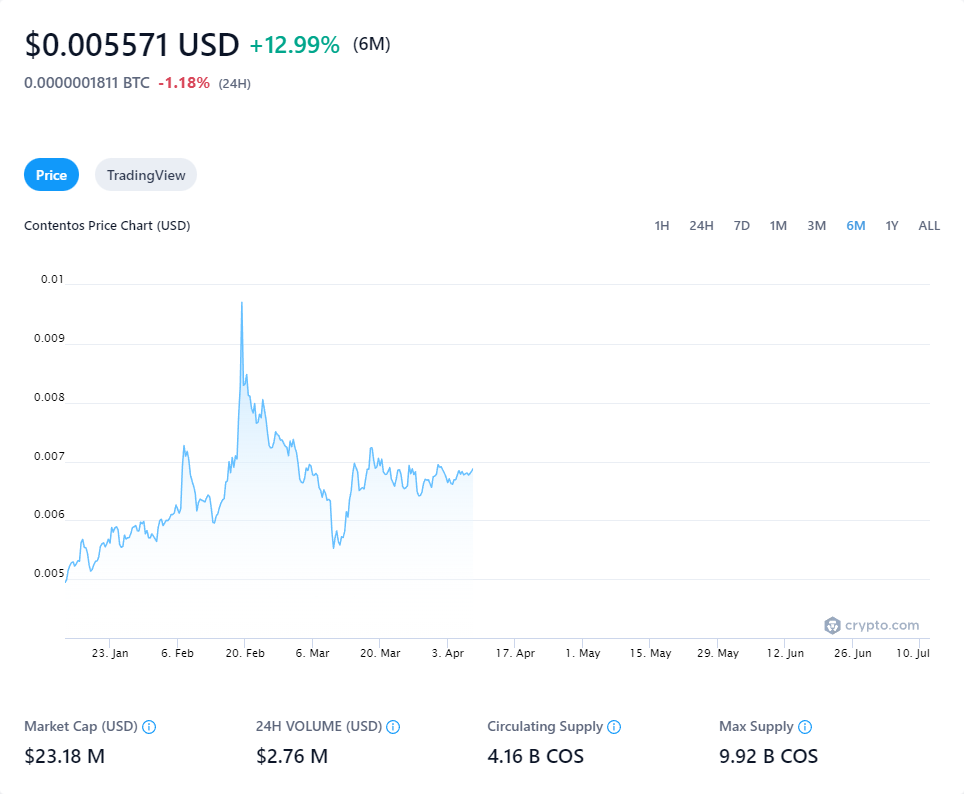 $0.005571 USD +12.99% (6M)
0.0000001811 BTC -1.18% (24H)
Price TradingView
Contentos Price Chart (USD) 1H 24H 7D 1M 3M 6M 1Y ALL
0.01
0.009
0.008
0.007
0.006
0.005
crypto.com
23. Jan 6. Feb 20. Feb 6. Mar 20. Mar 3. Apr 17. Apr 1. May 15. May 29. May 12. Jun 26. Jun 10. Jul
Market Cap (USD) 24H VOLUME (USD) Circulating Supply Max Supply
$23.18 M $2.76 M 4.16 B COS 9.92 B COS